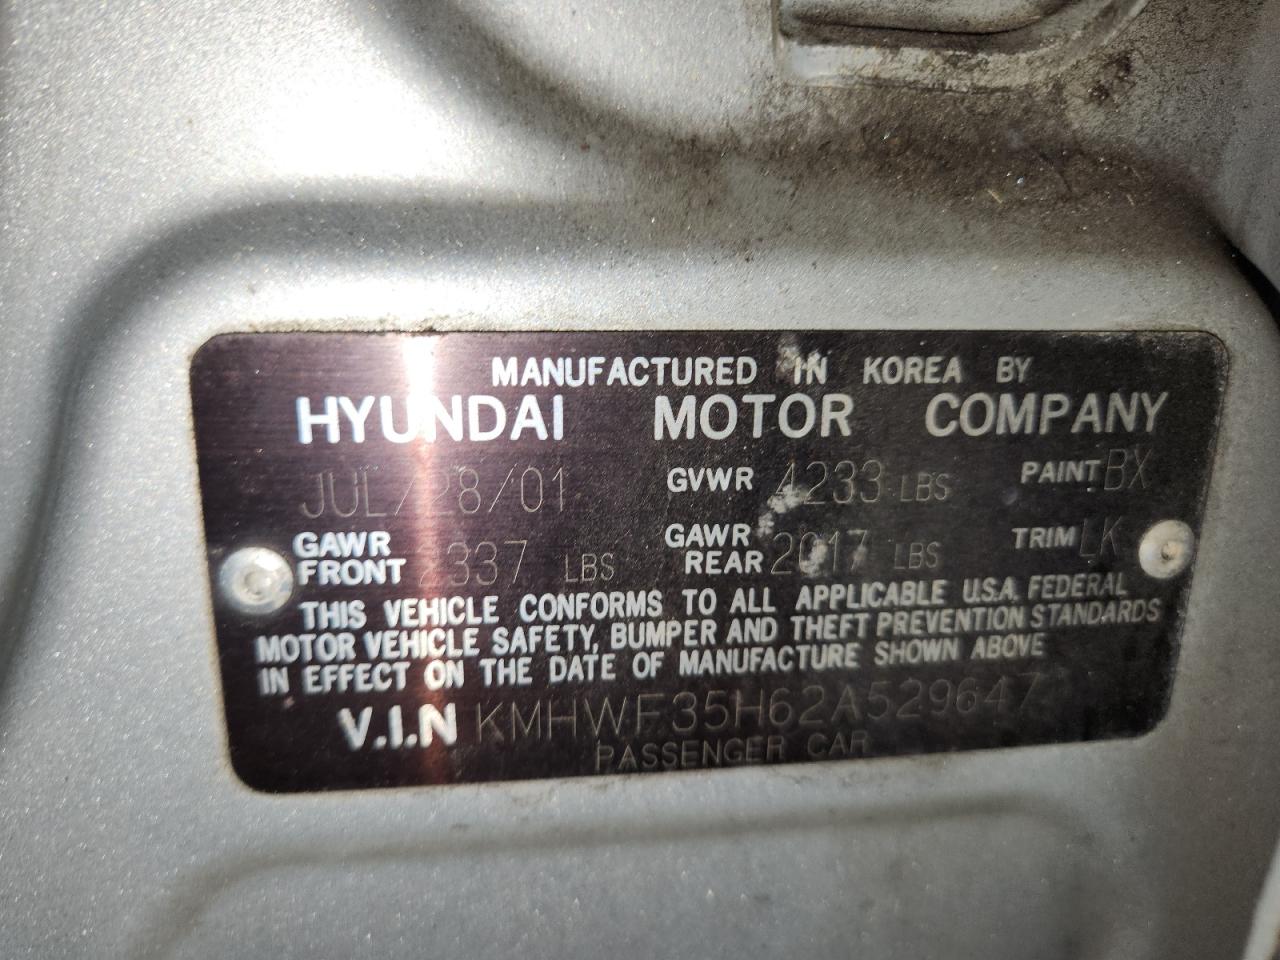 MANUFACTURED IN KOREA BY
HYUNDAI MOTOR COMPANY
JUL/28/01 GVWR 4233 LBS PAINT BX
GAWR FRONT 2337 LBS GAWR REAR 2017 LBS TRIM LK
THIS VEHICLE CONFORMS TO ALL APPLICABLE U.S.A. FEDERAL
MOTOR VEHICLE SAFETY, BUMPER AND THEFT PREVENTION STANDARDS
IN EFFECT ON THE DATE OF MANUFACTURE SHOWN ABOVE
V.I.N KMHWF35H62A529647
PASSENGER CAR